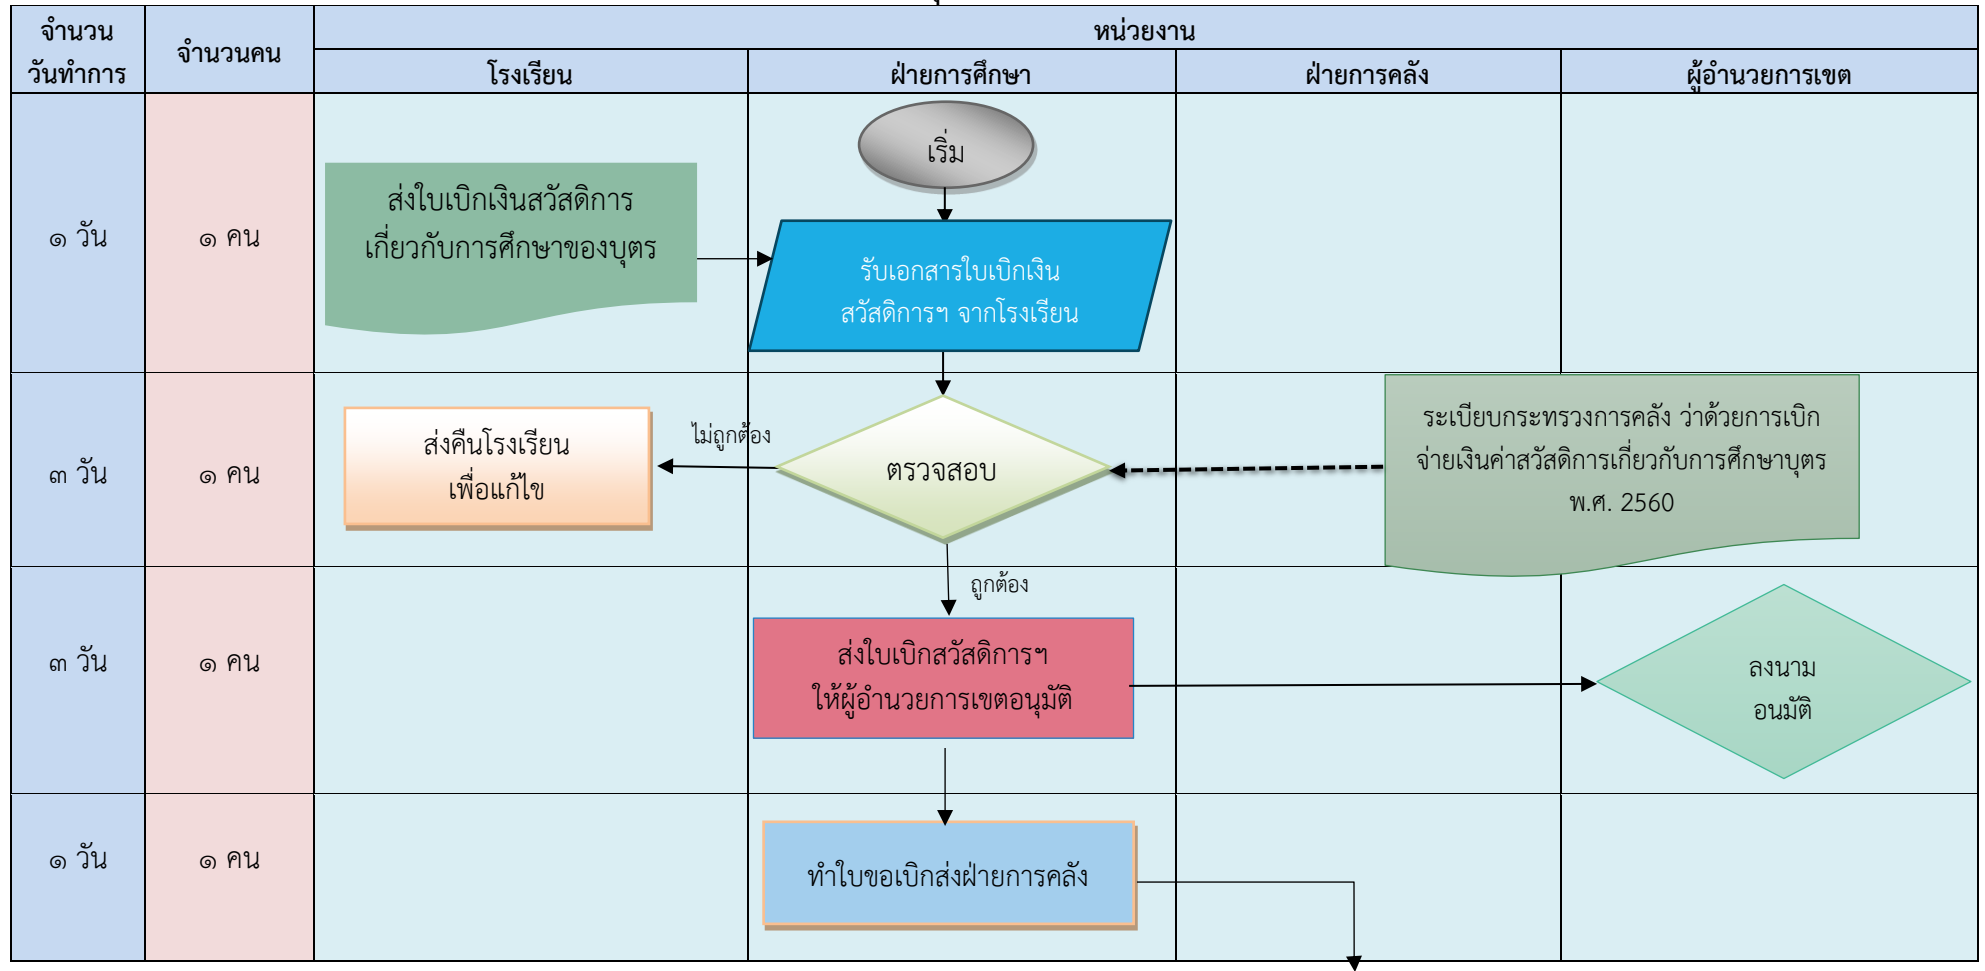 จำนวน
วันทำการ
จำนวนคน
หน่วยงาน
โรงเรียน
ฝ่ายการศึกษา
ฝ่ายการคลัง
ผู้อำนวยการเขต
๑ วัน
๑ คน
ส่งใบเบิกเงินสวัสดิการ
เกี่ยวกับการศึกษาของบุตร
เริ่ม
รับเอกสารใบเบิกเงิน
สวัสดิการฯ จากโรงเรียน
๓ วัน
๑ คน
ส่งคืนโรงเรียน
เพื่อแก้ไข
ไม่ถูกต้อง
ตรวจสอบ
ระเบียบกระทรวงการคลัง ว่าด้วยการเบิก
จ่ายเงินค่าสวัสดิการเกี่ยวกับการศึกษาบุตร
พ.ศ. 2560
ถูกต้อง
๓ วัน
๑ คน
ส่งใบเบิกสวัสดิการฯ
ให้ผู้อำนวยการเขตอนุมัติ
ลงนาม
อนมัติ
๑ วัน
๑ คน
ทำใบขอเบิกส่งฝ่ายการคลัง